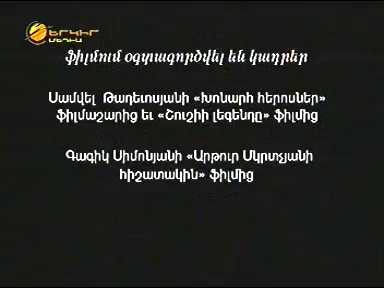 ԵՐԿԻՐ
ՄԵԴԻԱ
Ֆիլմում օգտագործվել են կադրեր
Սամվել Թադևոսյանի «Խոնարհ հերոսներ»
ֆիլմաշարից եւ «Շուշիի լեգենդը» ֆիլմից
Գագիկ Սիմոնյանի «Արթուր Մկրտչյանի
հիշատակին» ֆիլմից